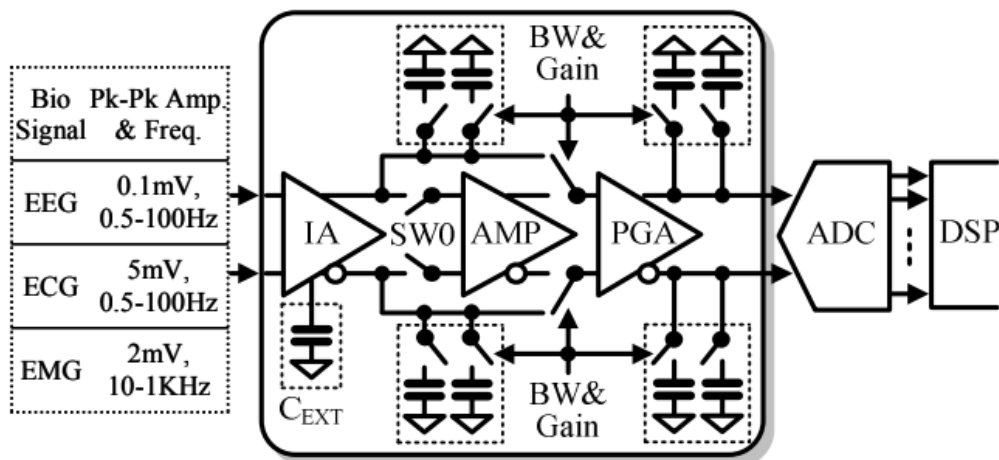 BW&
Gain
Bio Pk-Pk Amp.
Signal & Freq.
EEG 0.1mV,
0.5-100Hz
ECG 5mV,
0.5-100Hz
EMG 2mV,
10-1KHz
IA SW0 AMP PGA ADC DSP
CEXT
BW&
Gain